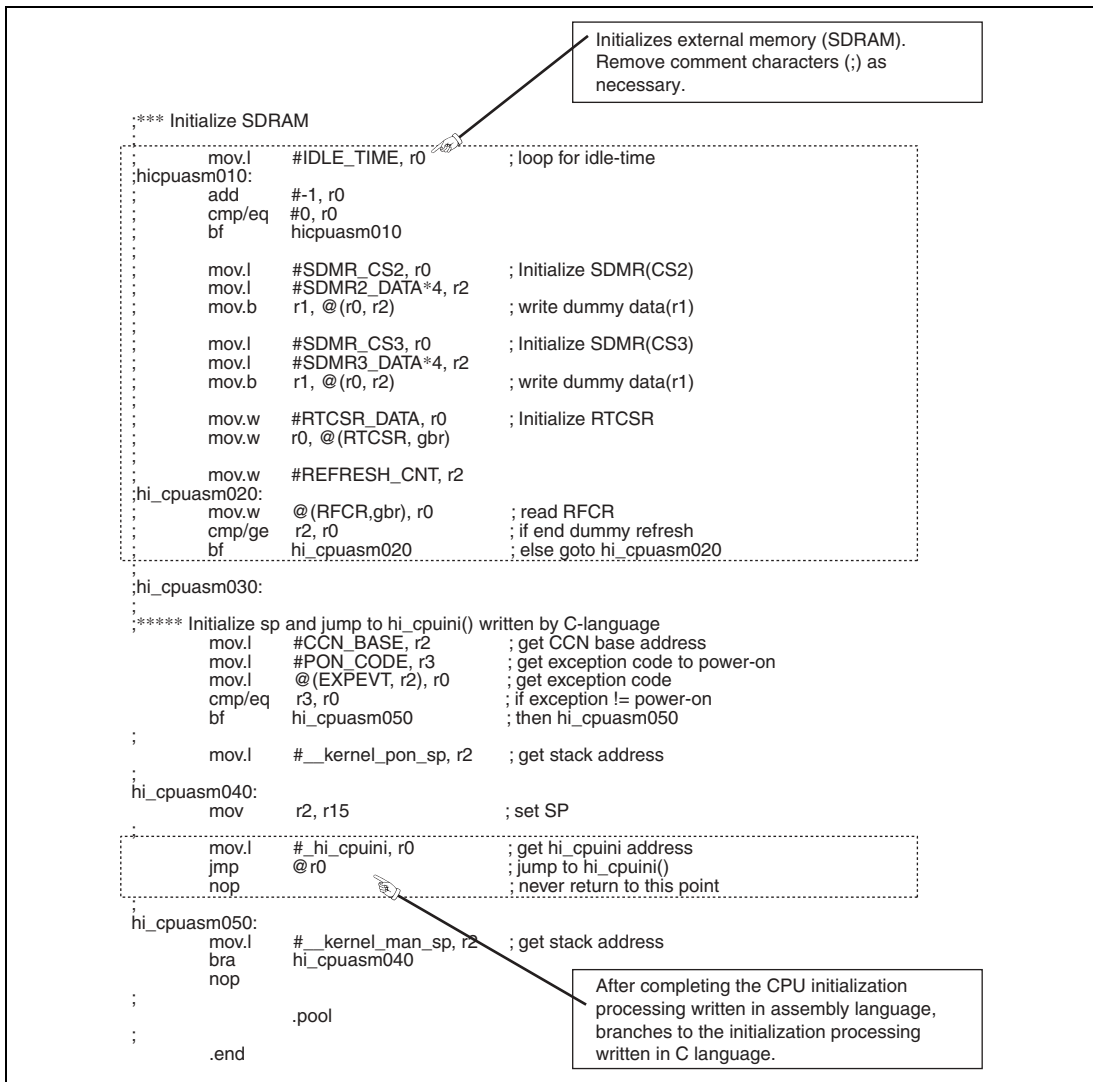 Initializes external memory (SDRAM).
Remove comment characters (;) as
necessary.
;*** Initialize SDRAM
;
; mov.l #IDLE_TIME, r0 ; loop for idle-time
;hicpuasm010:
; add #-1, r0
; cmp/eq #0, r0
; bf hicpuasm010
;
; mov.l #SDMR_CS2, r0 ; Initialize SDMR(CS2)
; mov.l #SDMR2_DATA*4, r2
; mov.b r1, @(r0, r2) ; write dummy data(r1)
;
; mov.l #SDMR_CS3, r0 ; Initialize SDMR(CS3)
; mov.l #SDMR3_DATA*4, r2
; mov.b r1, @(r0, r2) ; write dummy data(r1)
;
; mov.w #RTCSR_DATA, r0 ; Initialize RTCSR
; mov.w r0, @(RTCSR, gbr)
;
; mov.w #REFRESH_CNT, r2
;hi_cpuasm020:
; mov.w @(RFCR,gbr), r0 ; read RFCR
; cmp/ge r2, r0 ; if end dummy refresh
; bf hi_cpuasm020 ; else goto hi_cpuasm020
;
;hi_cpuasm030:
;
;***** Initialize sp and jump to hi_cpuini() written by C-language
mov.l #CCN_BASE, r2 ; get CCN base address
mov.l #PON_CODE, r3 ; get exception code to power-on
mov.l @(EXPEVT, r2), r0 ; get exception code
cmp/eq r3, r0 ; if exception != power-on
bf hi_cpuasm050 ; then hi_cpuasm050
;
mov.l #__kernel_pon_sp, r2 ; get stack address
;
hi_cpuasm040:
mov r2, r15 ; set SP
;
mov.l #_hi_cpuini, r0 ; get hi_cpuini address
jmp @r0 ; jump to hi_cpuini()
nop ; never return to this point
;
hi_cpuasm050:
mov.l #__kernel_man_sp, r2 ; get stack address
bra hi_cpuasm040
nop
;
.pool
;
.end
After completing the CPU initialization
processing written in assembly language,
branches to the initialization processing
written in C language.